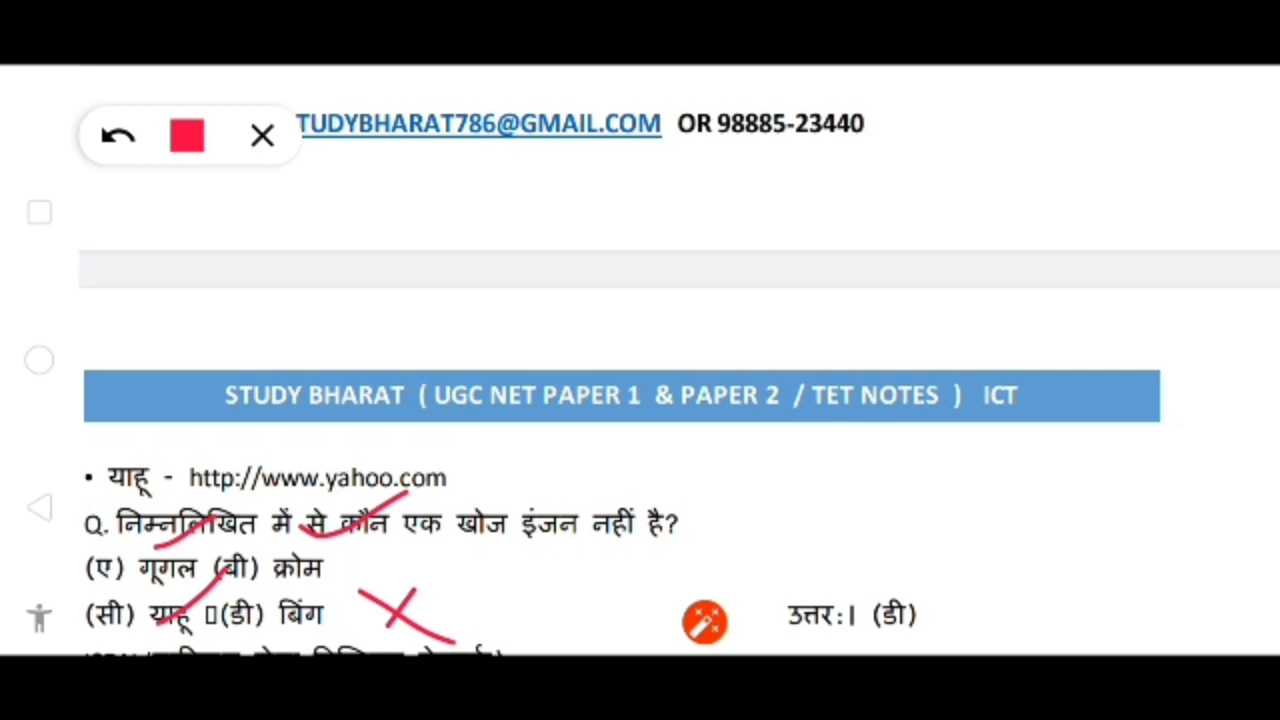 TUDYBHARAT786@GMAIL.COM OR 98885-23440
STUDY BHARAT ( UGC NET PAPER 1 & PAPER 2 / TET NOTES ) ICT
• याहू - http://www.yahoo.com
Q. निम्नलिखित में से कौन एक खोज इंजन नहीं है?
(ए) गूगल (बी) क्रोम
(सी) याहू (डी) बिंग उत्तर:। (डी)